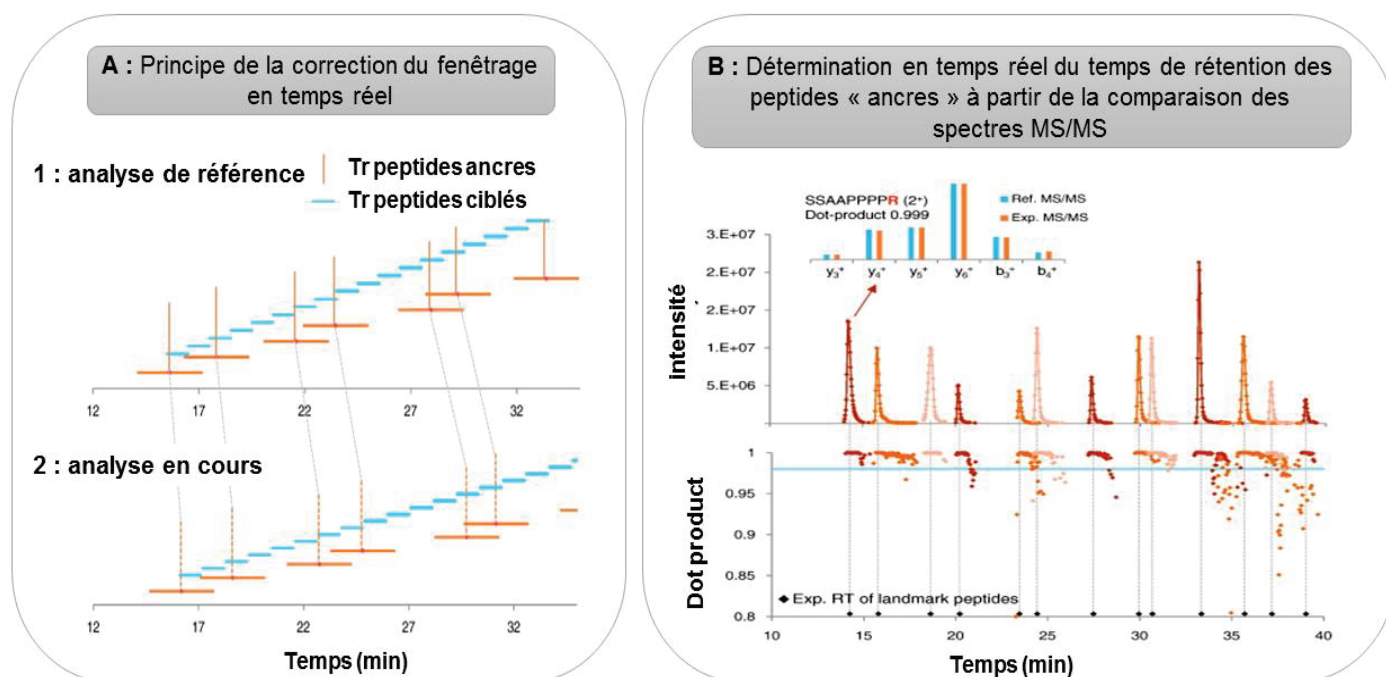 A : Principe de la correction du fenêtrage
en temps réel
1 : analyse de référence
Tr peptides ancres
Tr peptides ciblés
12 17 22 27 32
2 : analyse en cours
12 17 22 27 32
Temps (min)
B : Détermination en temps réel du temps de rétention des
peptides « ancres » à partir de la comparaison des
spectres MS/MS
SSAAPPPPR (2+)
Dot-product 0.999
Ref. MS/MS
Exp. MS/MS
y3+ y4+ y5+ y6+ b3+ b4+
intensité
3.E+07
2.E+07
2.E+07
1.E+07
5.E+06
Dot product
1
0.95
0.9
0.85
0.8
Exp. RT of landmark peptides
10 15 20 25 30 35 40
Temps (min)